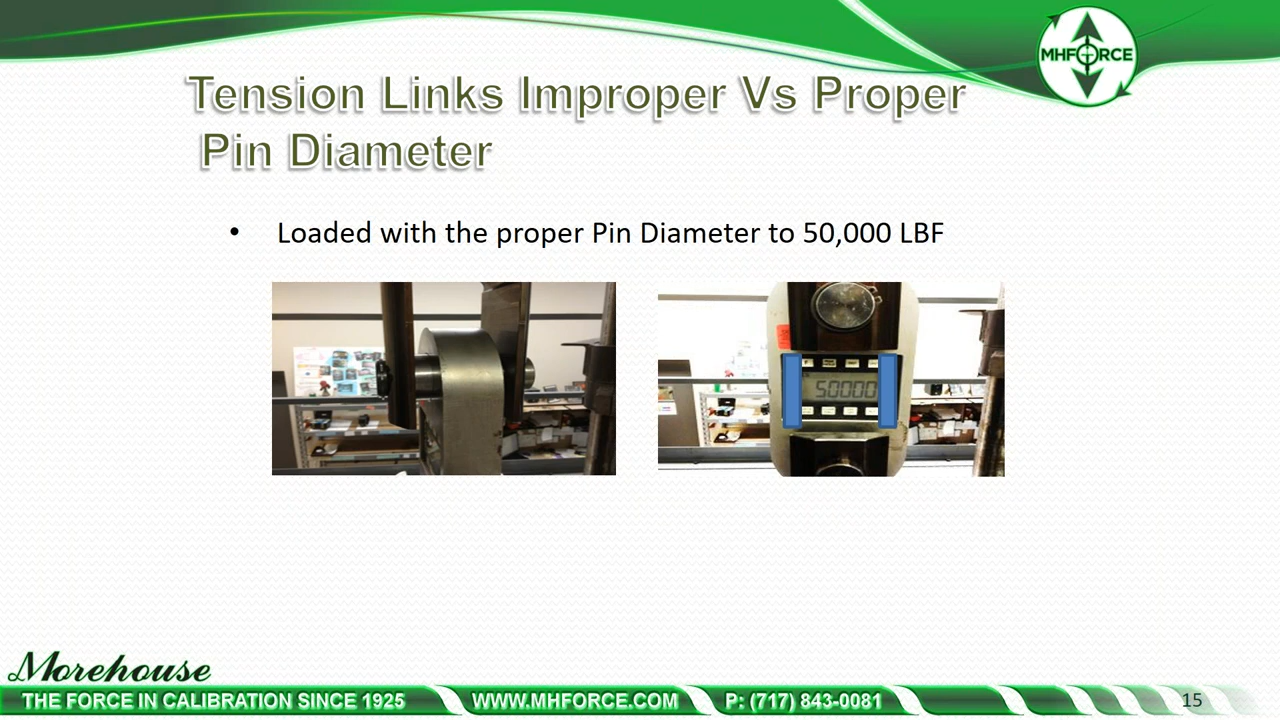 MHFORCE
Tension Links Improper Vs Proper
Pin Diameter
• Loaded with the proper Pin Diameter to 50,000 LBF
50000
Morehouse
THE FORCE IN CALIBRATION SINCE 1925 WWW.MHFORCE.COM P: (717) 843-0081 15